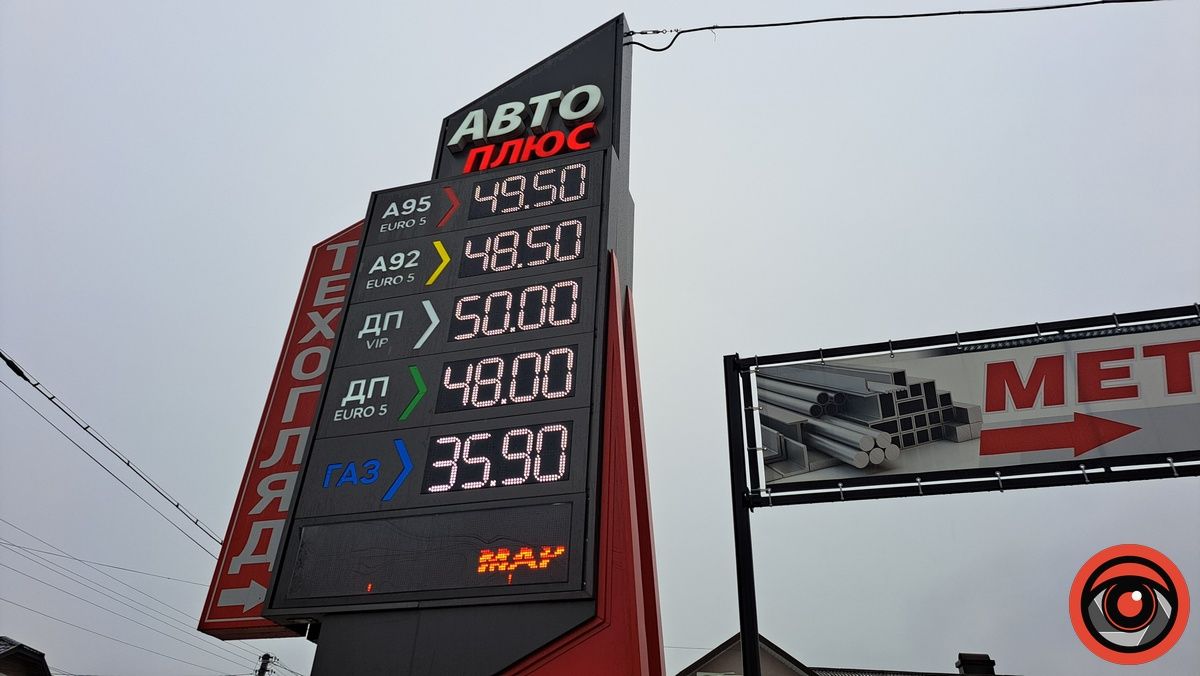 АВТО
ПЛЮС
А95
EURO 5
49.50
А92
EURO 5
48.50
ДП
VIP
50.00
ДП
EURO 5
48.00
ГАЗ
35.90
ТЕХОГЛЯД
МЕТ